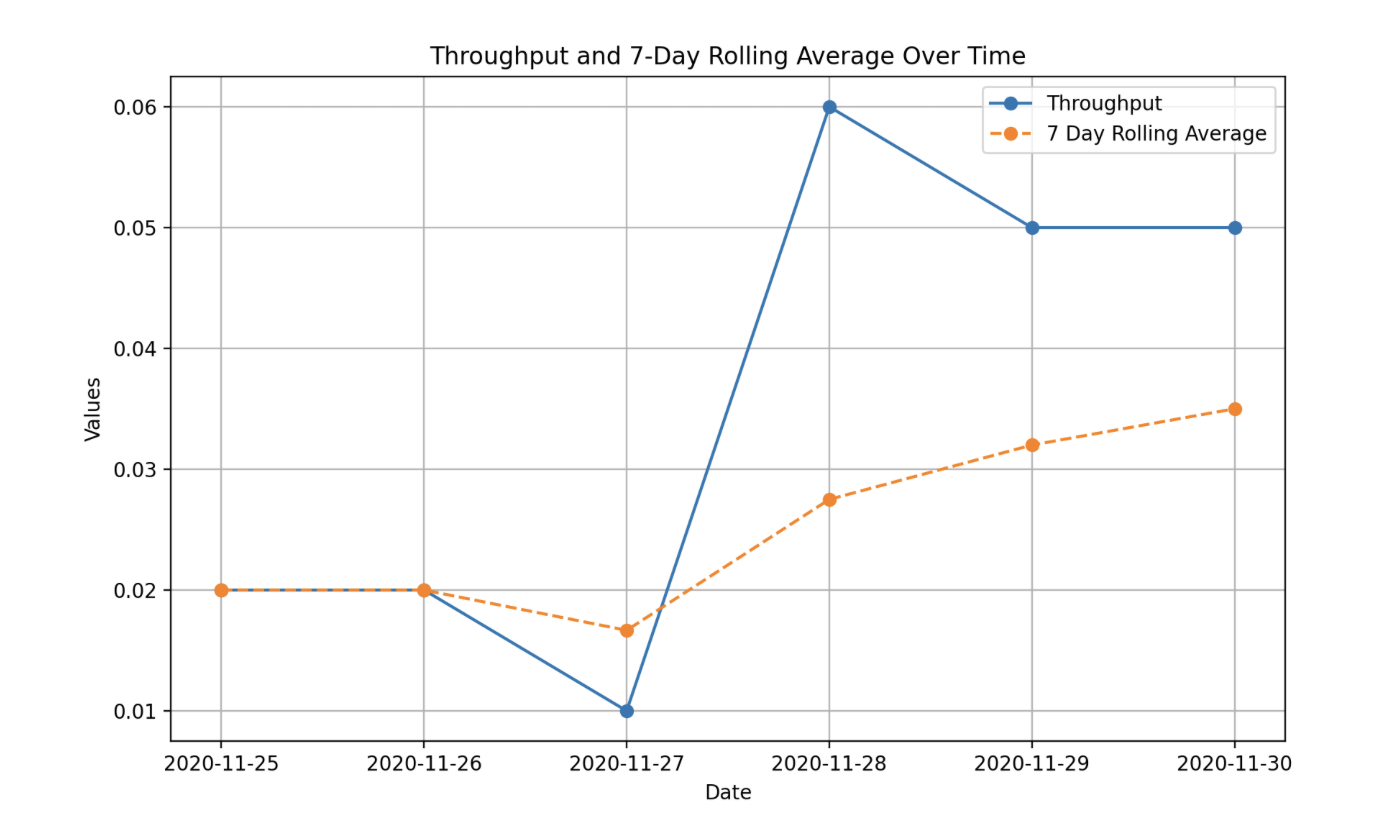 Throughput and 7-Day Rolling Average Over Time
Throughput
7 Day Rolling Average
Values
0.06
0.05
0.04
0.03
0.02
0.01
2020-11-25 2020-11-26 2020-11-27 2020-11-28 2020-11-29 2020-11-30
Date